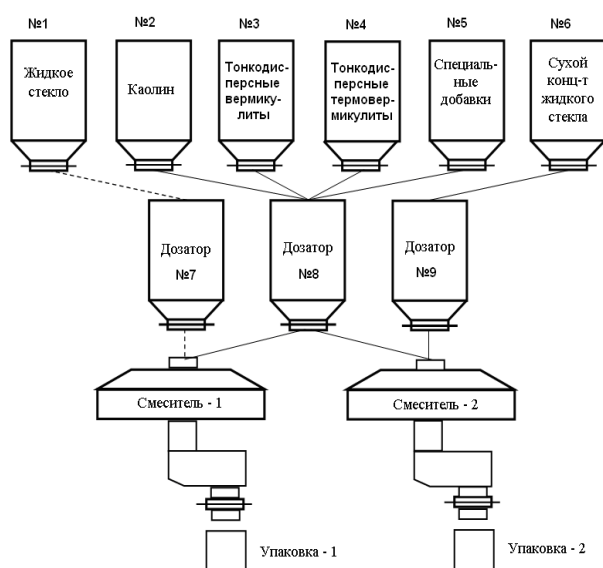 №1
№2
№3
№4
№5
№6
Жидкое
стекло
Каолин
Тонкодис-
персные
вермику-
литы
Тонкодис-
персные
термовер-
микулиты
Специаль-
ные
добавки
Сухой
конц-т
жидкого
стекла
Дозатор
№7
Дозатор
№8
Дозатор
№9
Смеситель - 1
Смеситель - 2
Упаковка - 1
Упаковка - 2